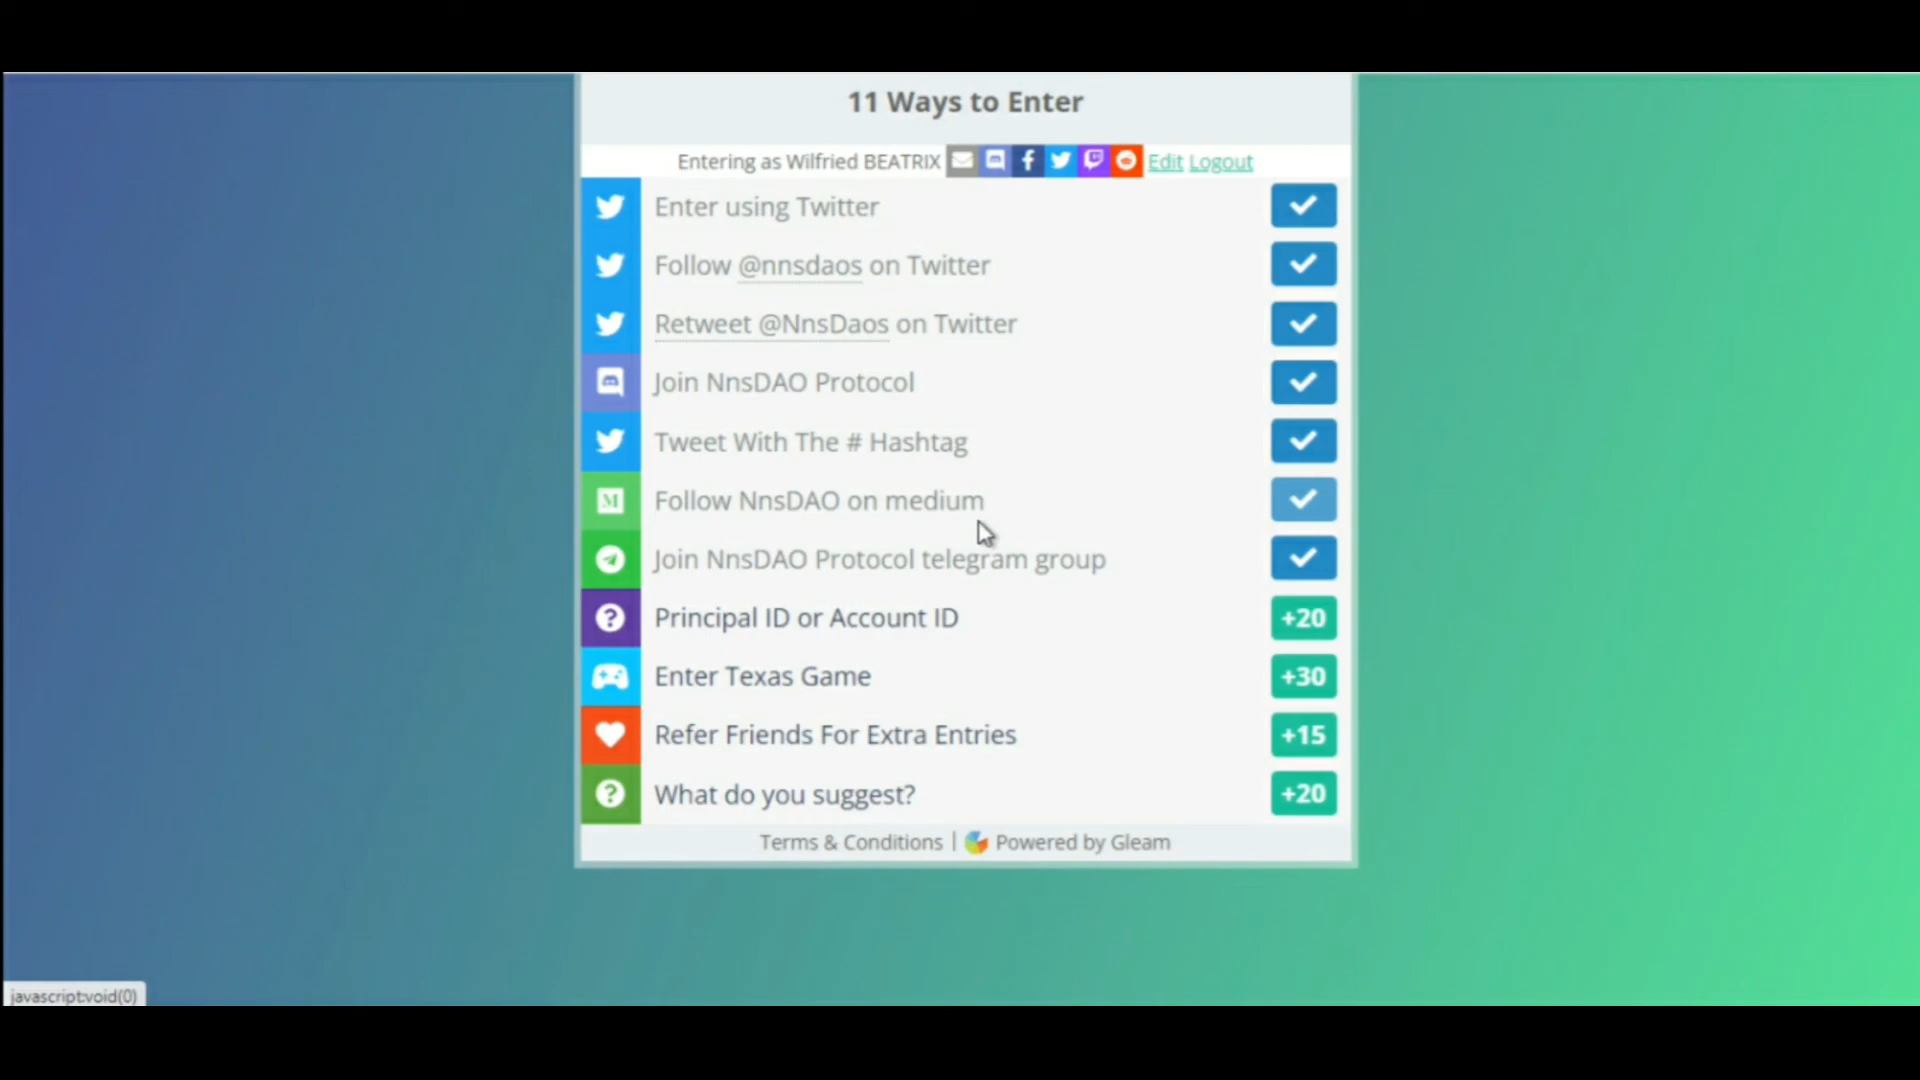 11 Ways to Enter
Entering as Wilfried BEATRIX Edit Logout
Enter using Twitter
Follow @nnsdaos on Twitter
Retweet @NnsDaos on Twitter
Join NnsDAO Protocol
Tweet With The # Hashtag
Follow NnsDAO on medium
Join NnsDAO Protocol telegram group
Principal ID or Account ID +20
Enter Texas Game +30
Refer Friends For Extra Entries +15
What do you suggest? +20
Terms & Conditions | Powered by Gleam
javascript:void(0)